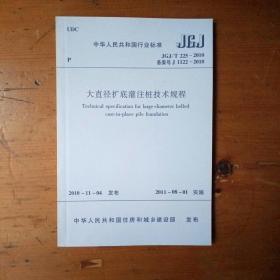 UDC
中华人民共和国行业标准 JGJ
P
JGJ/T 225-2010
备案号 J 1122-2010
大直径扩底灌注桩技术规程
Technical specification for large-diameter belled
cast-in-place pile foundation
2010-11-04 发布 2011-08-01 实施
中华人民共和国住房和城乡建设部 发布